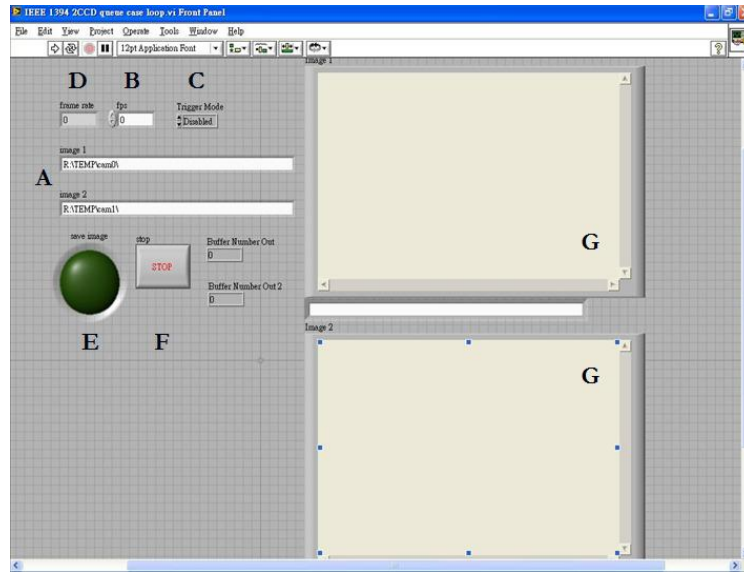 IEEE 1394 2CCD queue case loop.vi Front Panel
File Edit View Project Operate Tools Window Help
12pt Application Font
?
Image 1
D B C
frame rate fps Trigger Mode
0 0 Disabled
image 1
R:\TEMP\cam0\
A
image 2
R:\TEMP\cam1\
save image stop Buffer Number Out
STOP 0
Buffer Number Out 2
0
E F
G
Image 2
G